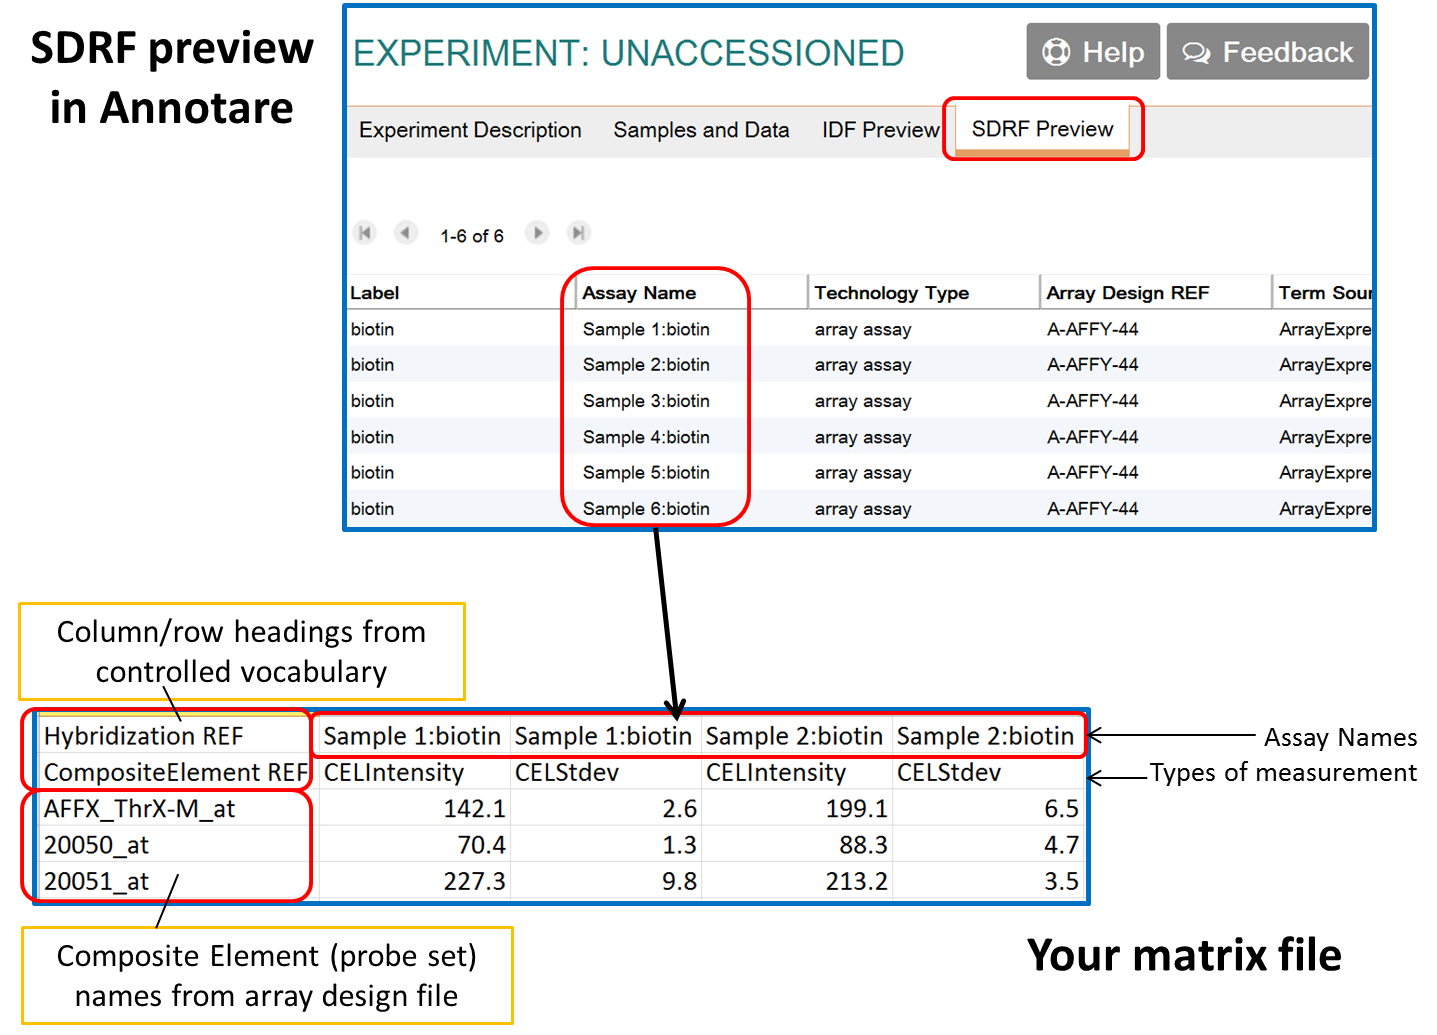 SDRF preview
in Annotare
EXPERIMENT: UNACCESSIONED
Help
Feedback
Experiment Description
Samples and Data
IDF Preview
SDRF Preview
1-6 of 6
Label Assay Name Technology Type Array Design REF Term Sour
biotin Sample 1:biotin array assay A-AFFY-44 ArrayExpre
biotin Sample 2:biotin array assay A-AFFY-44 ArrayExpre
biotin Sample 3:biotin array assay A-AFFY-44 ArrayExpre
biotin Sample 4:biotin array assay A-AFFY-44 ArrayExpre
biotin Sample 5:biotin array assay A-AFFY-44 ArrayExpre
biotin Sample 6:biotin array assay A-AFFY-44 ArrayExpre
Column/row headings from
controlled vocabulary
Hybridization REF Sample 1:biotin Sample 1:biotin Sample 2:biotin Sample 2:biotin
CompositeElement REF CELIntensity CELStdev CELIntensity CELStdev
AFFX_ThrX-M_at 142.1 2.6 199.1 6.5
20050_at 70.4 1.3 88.3 4.7
20051_at 227.3 9.8 213.2 3.5
Assay Names
Types of measurement
Composite Element (probe set)
names from array design file
Your matrix file